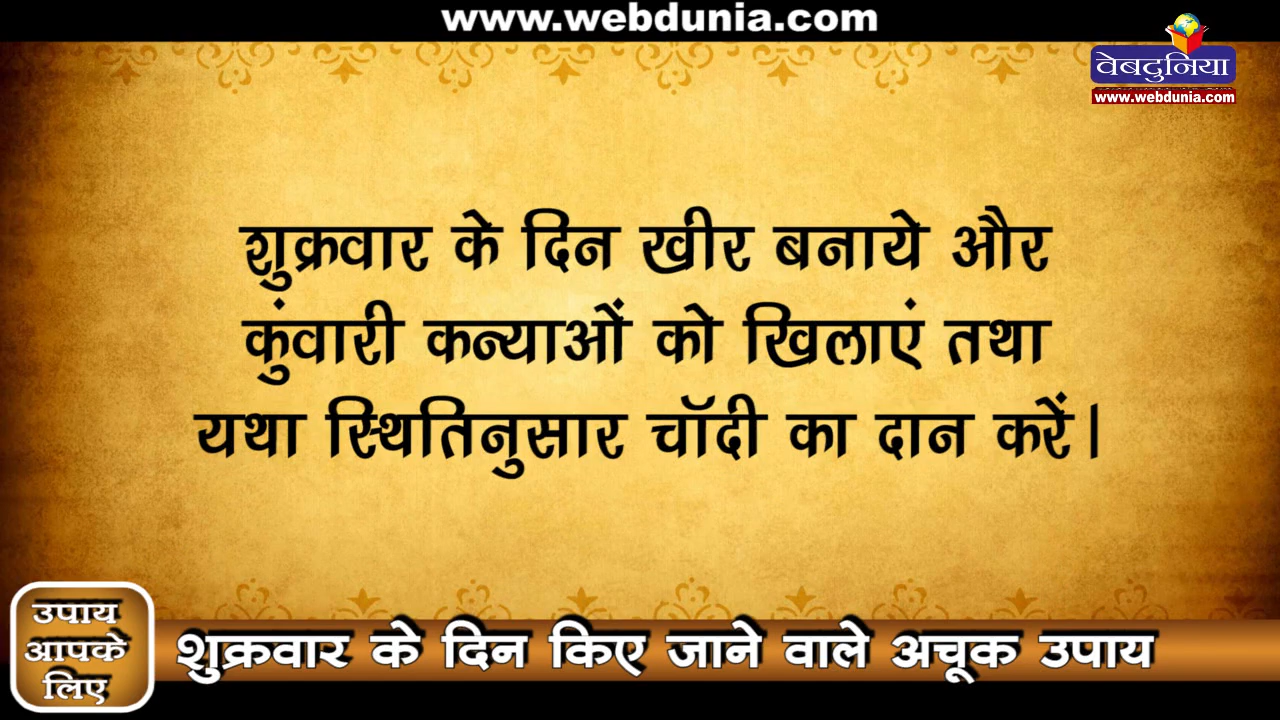 www.webdunia.com
वेबदुनिया
www.webdunia.com
शुक्रवार के दिन खीर बनाये और
कुंवारी कन्याओं को खिलाएं तथा
यथा स्थितिनुसार चॉदी का दान करें।
उपाय
आपके
लिए
शुक्रवार के दिन किए जाने वाले अचूक उपाय